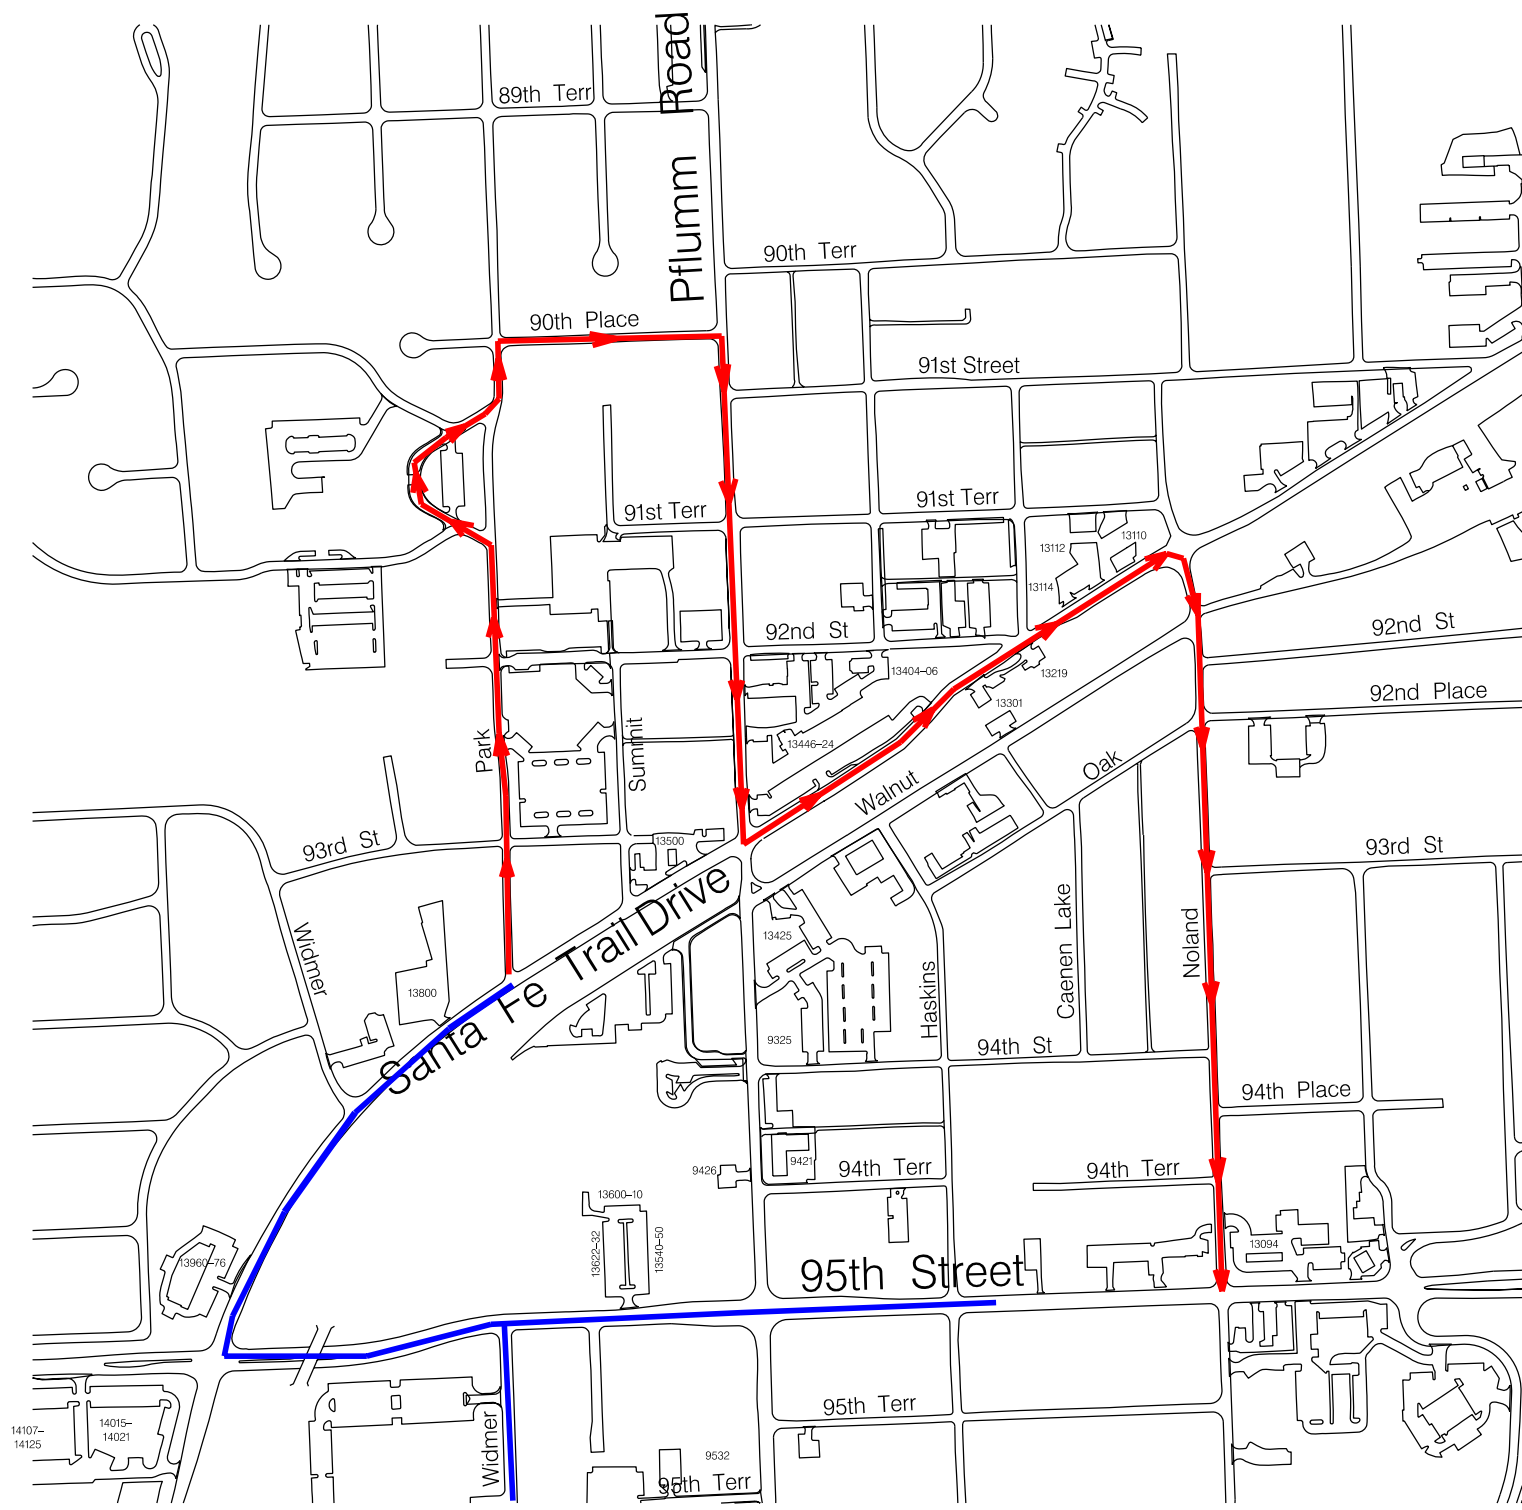 Pflumm Road
89th Terr
90th Terr
90th Place
91st Street
91st Terr
91st Terr
13110
13112
13114
92nd St
92nd St
13404–06
13219
92nd Place
13301
Park
Summit
13446–24
Oak
Walnut
93rd St
13500
93rd St
Santa Fe Trail Drive
Widmer
13425
Caenen Lake
Noland
Haskins
13800
9325
94th St
94th Place
9426
9421
94th Terr
94th Terr
13600–10
13622–32
13540–50
13960–76
13094
95th Street
95th Terr
14107–
14125
14015–
14021
Widmer
9532
95th Terr